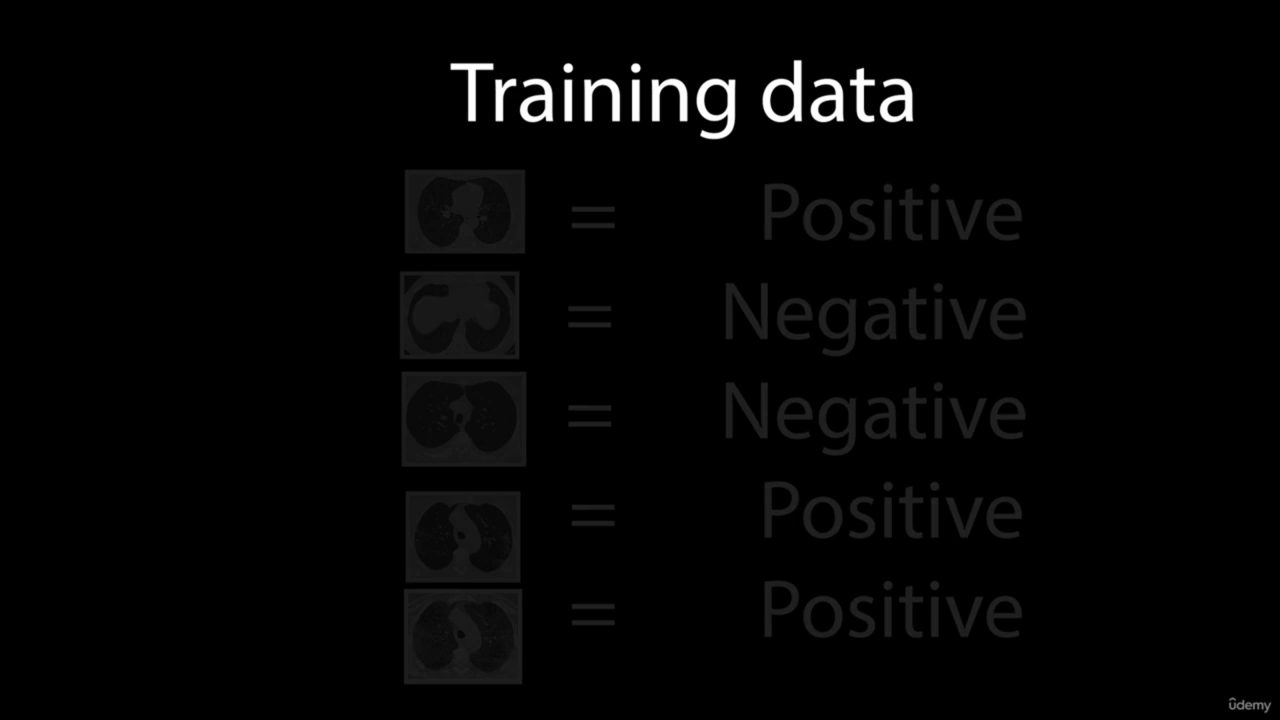 Training data
= Positive
= Negative
= Negative
= Positive
= Positive
ûdemy